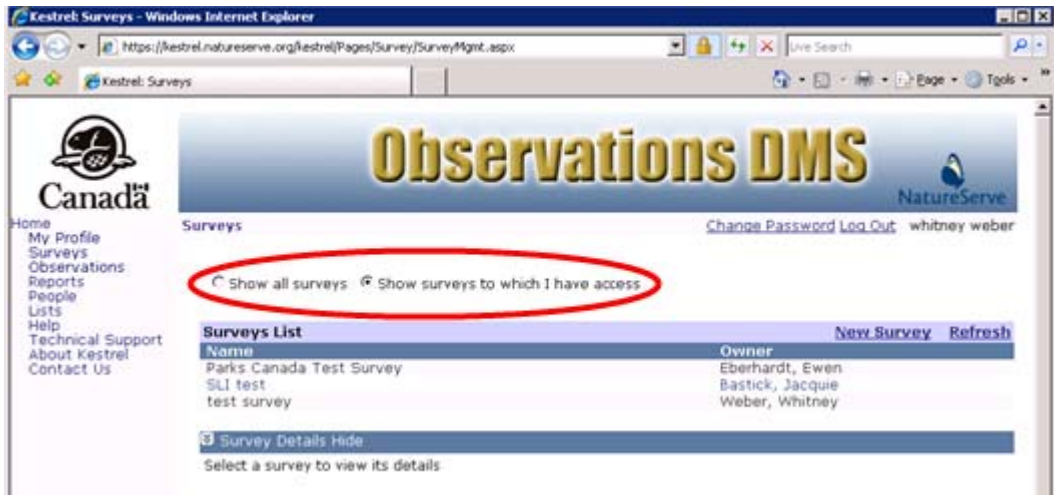 Kestrel: Surveys - Windows Internet Explorer
https://kestrel.natureserve.org/kestrel/Pages/Survey/SurveyMgmt.aspx
Live Search
Kestrel: Surveys
Page
Tools
Observations DMS
Canada
NatureServe
Surveys
Change Password Log Out whitney weber
Home
My Profile
Surveys
Observations
Reports
People
Lists
Help
Technical Support
About Kestrel
Contact Us
Show all surveys Show surveys to which I have access
Surveys List New Survey Refresh
Name Owner
Parks Canada Test Survey Eberhardt, Ewen
SLI test Bastick, Jacquie
test survey Weber, Whitney
Survey Details Hide
Select a survey to view its details